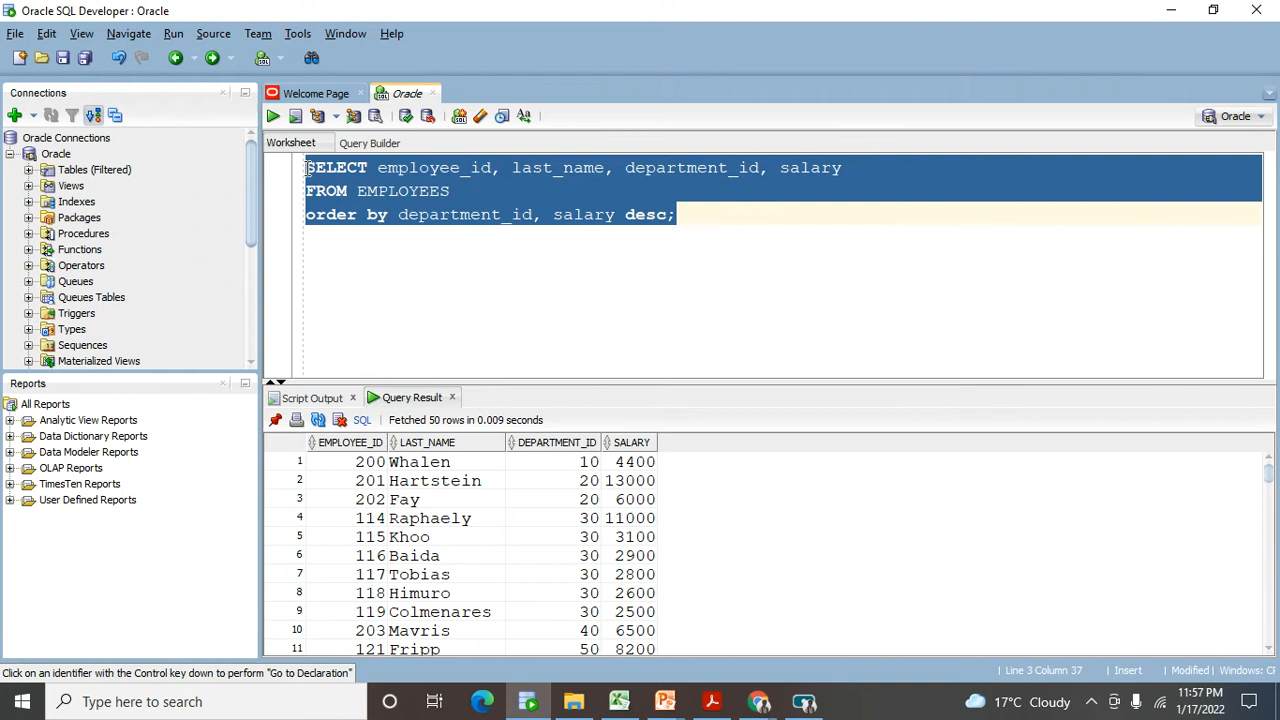 Oracle SQL Developer : Oracle
File Edit View Navigate Run Source Team Tools Window Help
Connections
Welcome Page Oracle
Oracle
Worksheet Query Builder
Oracle Connections
Oracle
Tables (Filtered)
Views
Indexes
Packages
Procedures
Functions
Operators
Queues
Queues Tables
Triggers
Types
Sequences
Materialized Views
SELECT employee_id, last_name, department_id, salary
FROM EMPLOYEES
order by department_id, salary desc;
Reports
All Reports
Analytic View Reports
Data Dictionary Reports
Data Modeler Reports
OLAP Reports
TimesTen Reports
User Defined Reports
Script Output Query Result
SQL Fetched 50 rows in 0.009 seconds
EMPLOYEE_ID LAST_NAME DEPARTMENT_ID SALARY
1 200 Whalen 10 4400
2 201 Hartstein 20 13000
3 202 Fay 20 6000
4 114 Raphaely 30 11000
5 115 Khoo 30 3100
6 116 Baida 30 2900
7 117 Tobias 30 2800
8 118 Himuro 30 2600
9 119 Colmenares 30 2500
10 203 Mavris 40 6500
11 121 Fripp 50 8200
Click on an identifier with the Control key down to perform "Go to Declaration"
Line 3 Column 37 Insert Modified Windows: CF
Type here to search
17°C Cloudy
11:57 PM
1/17/2022